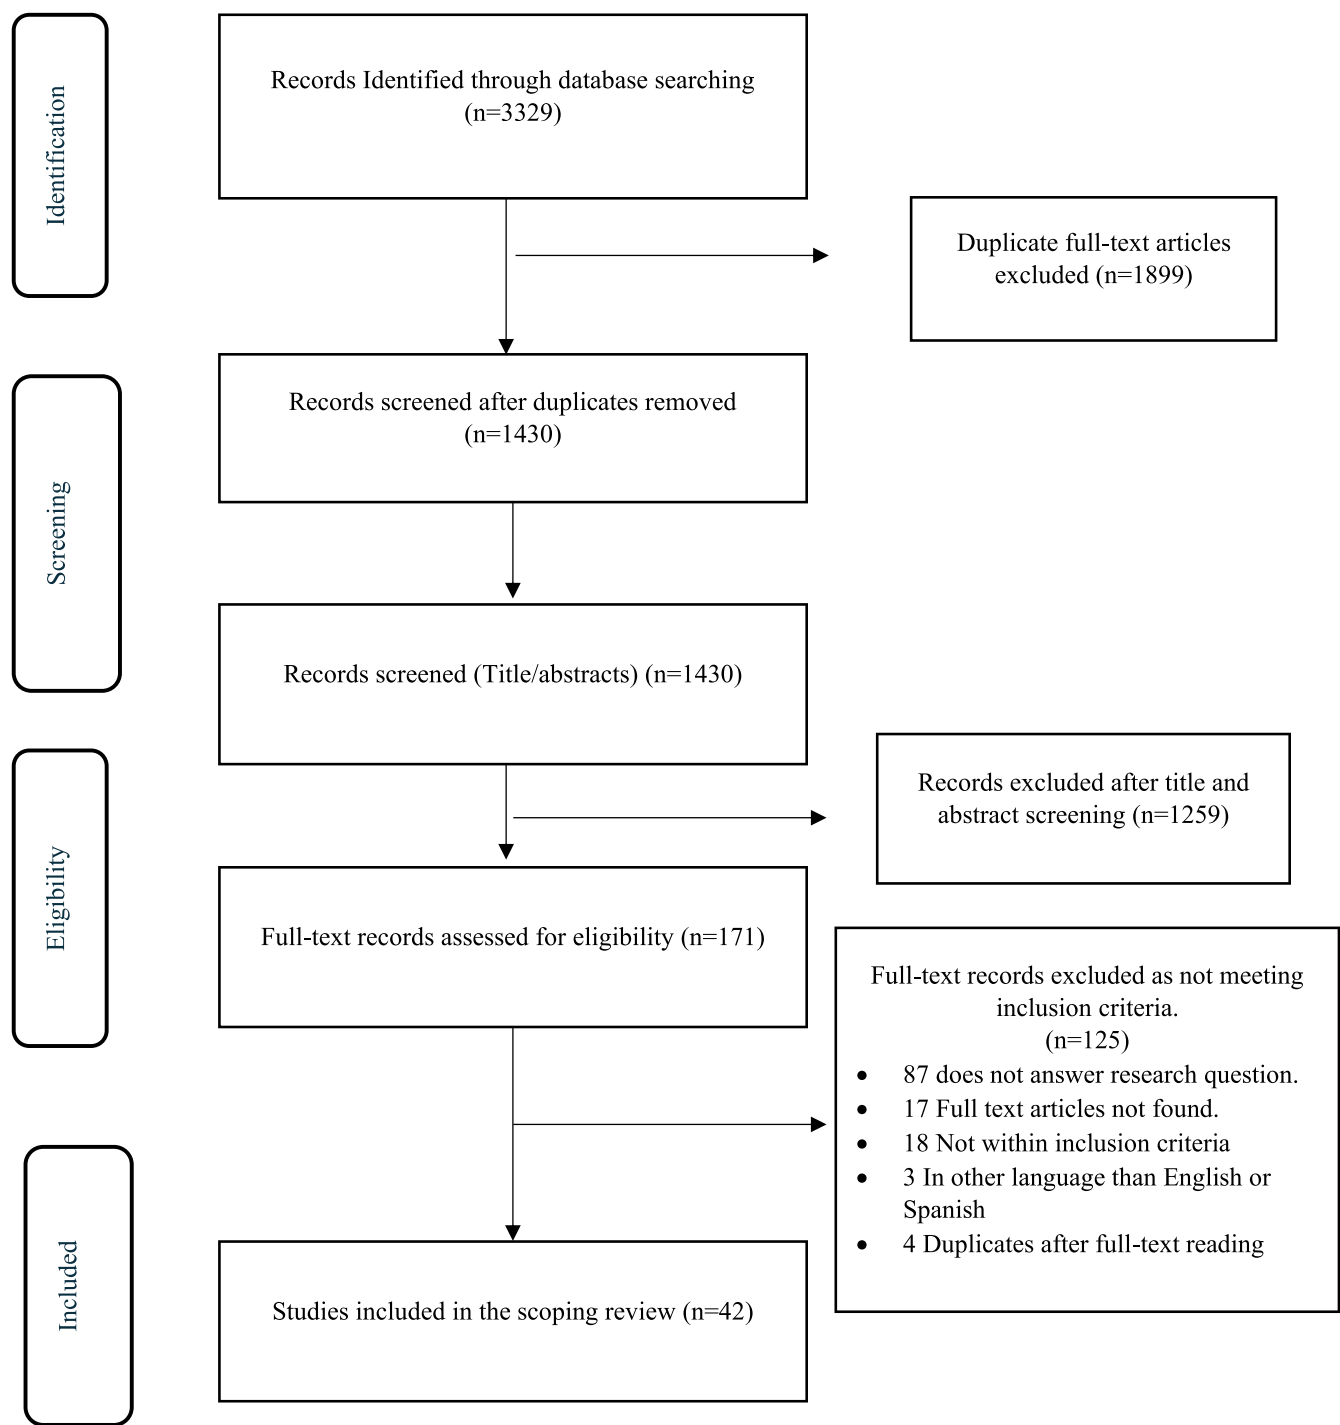 Identification
Records Identified through database searching
(n=3329)
Duplicate full-text articles
excluded (n=1899)
Screening
Records screened after duplicates removed
(n=1430)
Records screened (Title/abstracts) (n=1430)
Records excluded after title and
abstract screening (n=1259)
Eligibility
Full-text records assessed for eligibility (n=171)
Full-text records excluded as not meeting
inclusion criteria.
(n=125)
• 87 does not answer research question.
• 17 Full text articles not found.
• 18 Not within inclusion criteria
• 3 In other language than English or
Spanish
• 4 Duplicates after full-text reading
Included
Studies included in the scoping review (n=42)